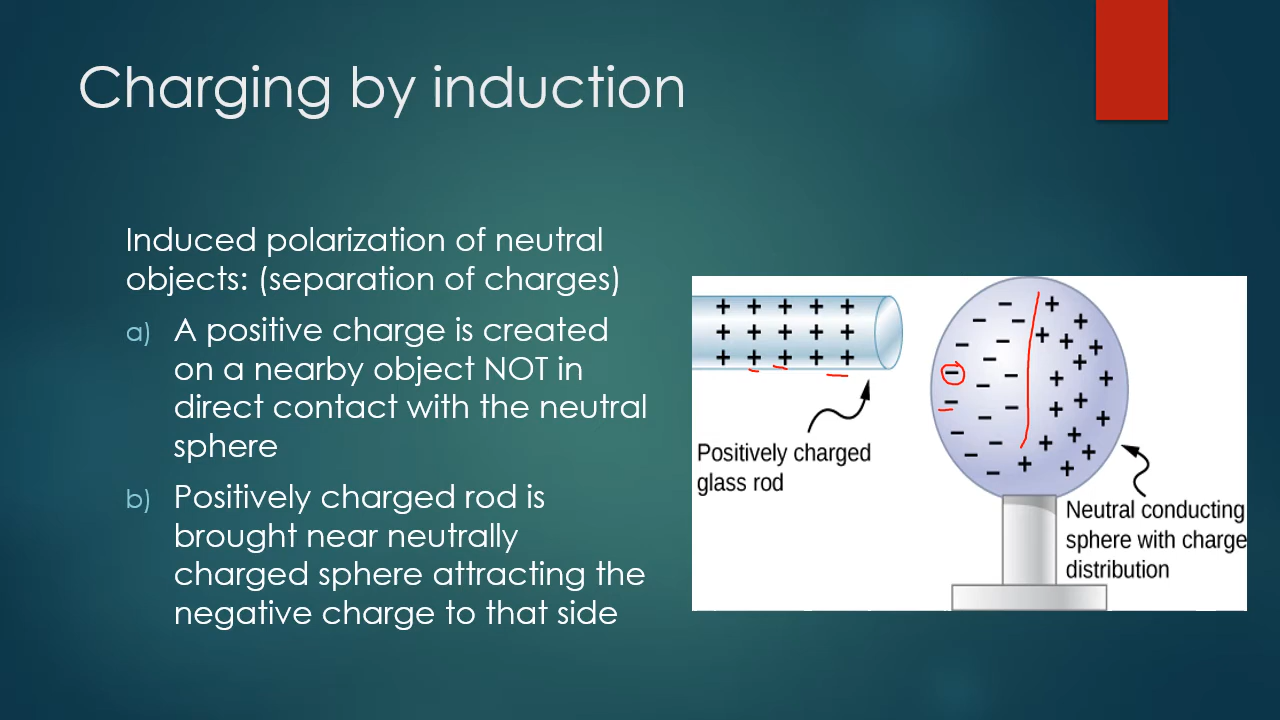 Charging by induction
Induced polarization of neutral
objects: (separation of charges)
a) A positive charge is created
on a nearby object NOT in
direct contact with the neutral
sphere
b) Positively charged rod is
brought near neutrally
charged sphere attracting the
negative charge to that side
+ + + + +
+ + + + +
+ + + + +
Positively charged
glass rod
Neutral conducting
sphere with charge
distribution